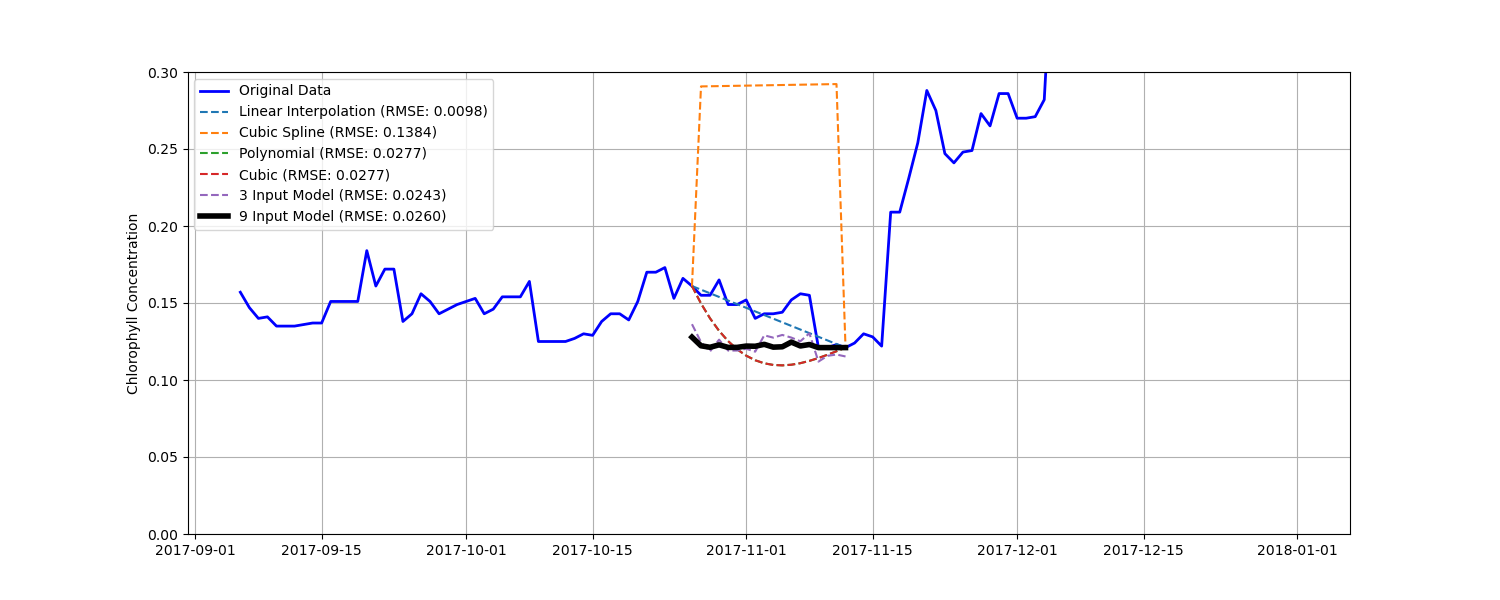 0.30
0.25
0.20
0.15
0.10
0.05
0.00
Chlorophyll Concentration
Original Data
Linear Interpolation (RMSE: 0.0098)
Cubic Spline (RMSE: 0.1384)
Polynomial (RMSE: 0.0277)
Cubic (RMSE: 0.0277)
3 Input Model (RMSE: 0.0243)
9 Input Model (RMSE: 0.0260)
2017-09-01 2017-09-15 2017-10-01 2017-10-15 2017-11-01 2017-11-15 2017-12-01 2017-12-15 2018-01-01